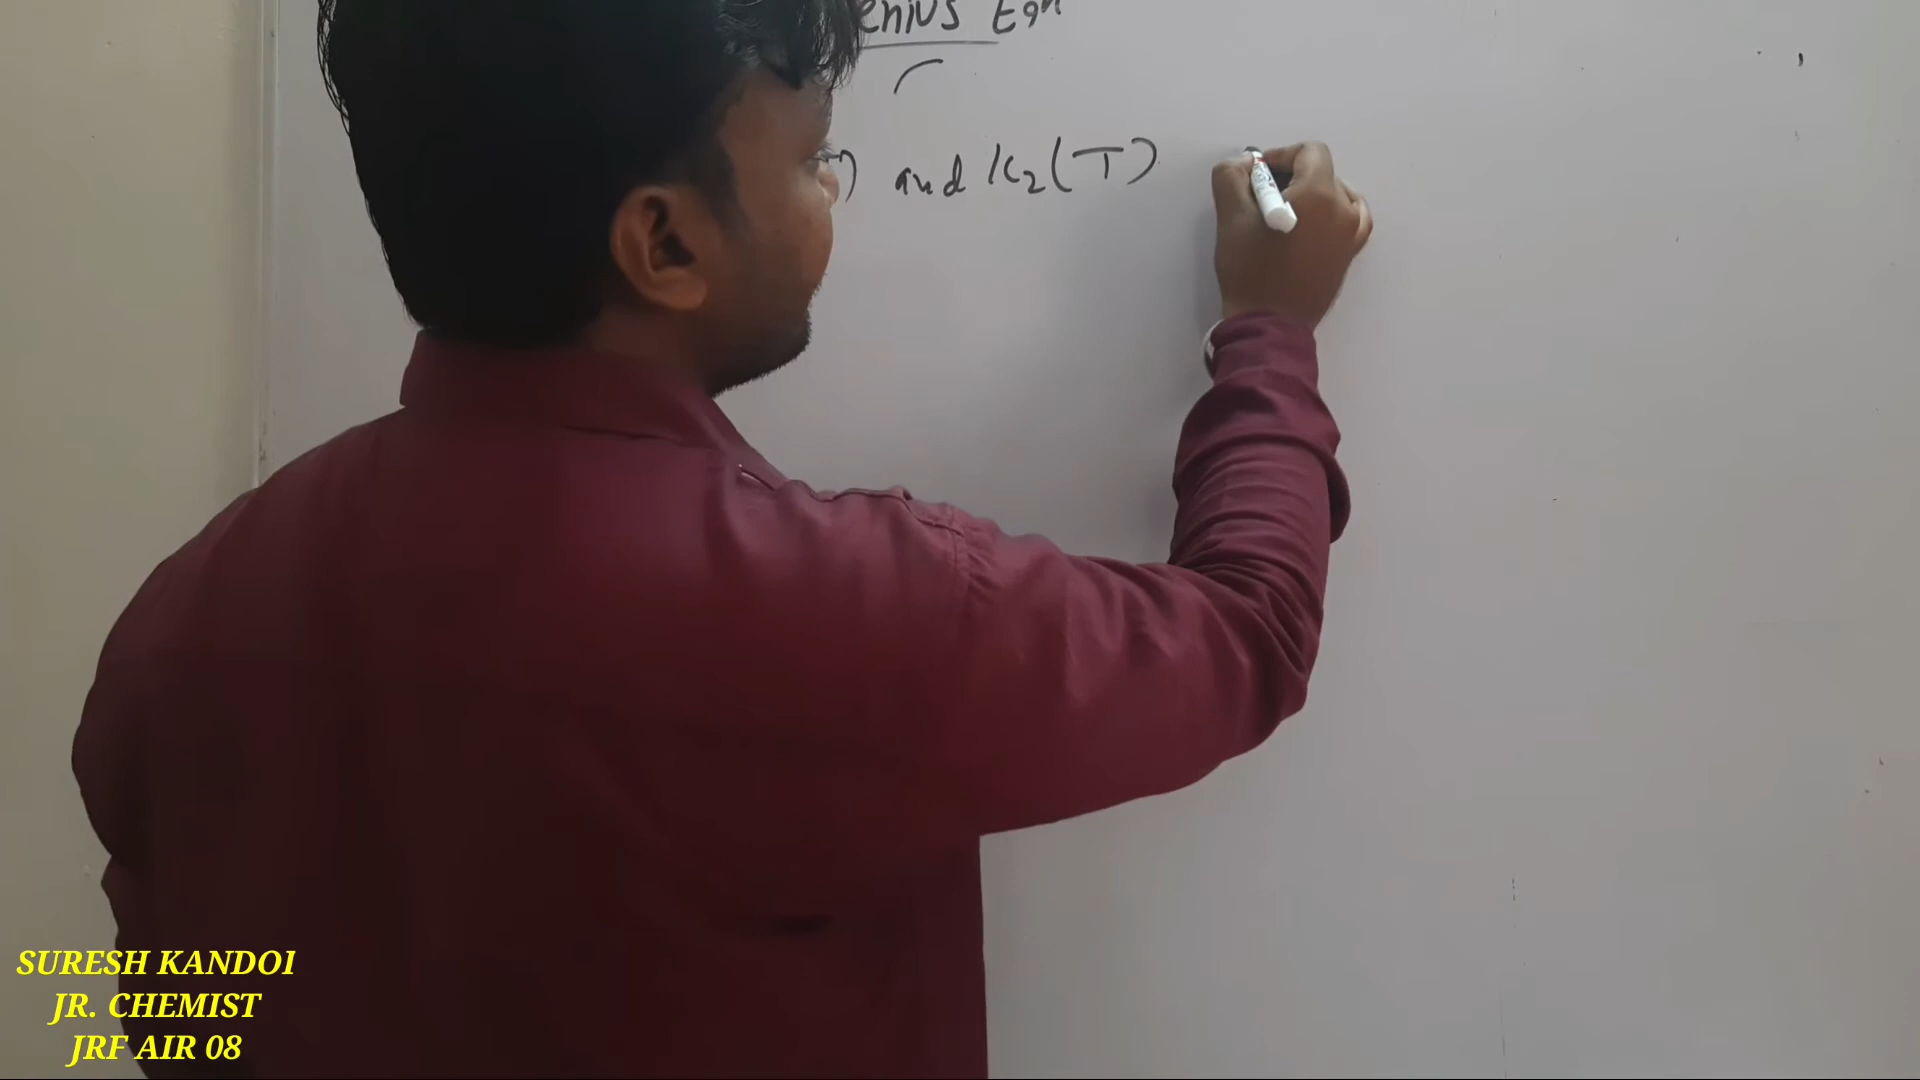 enius Eqn
) and K2(T)
SURESH KANDOI
JR. CHEMIST
JRF AIR 08